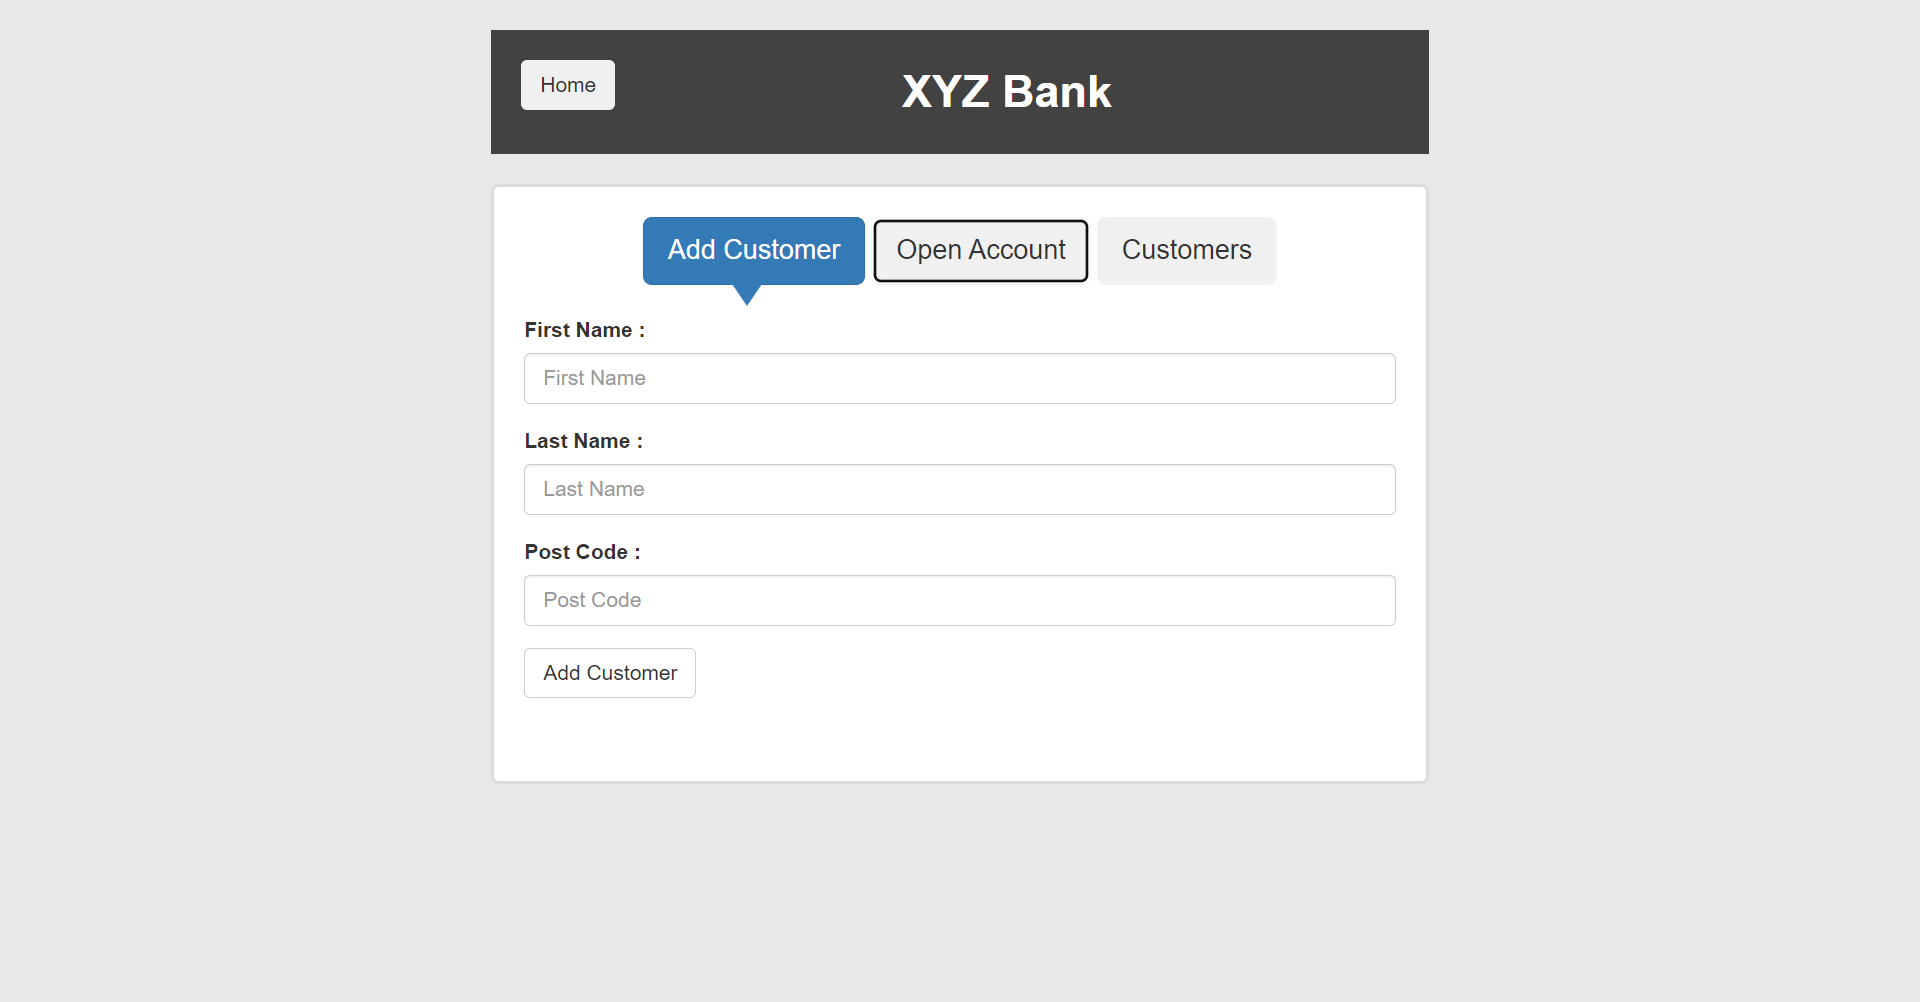 Home
XYZ Bank
Add Customer
Open Account
Customers
First Name :
First Name
Last Name :
Last Name
Post Code :
Post Code
Add Customer